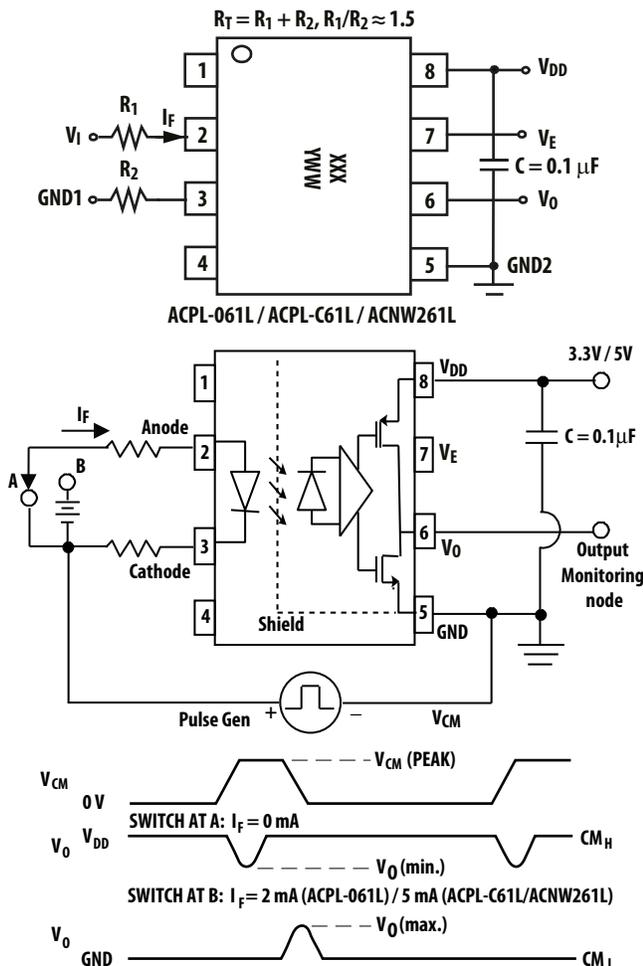 R_T = R_1 + R_2, R_1/R_2 ≈ 1.5
1
8
V_DD
R_1
I_F
V_I
2
7
V_E
XXX
YWW
C = 0.1 μF
R_2
GND1
3
6
V_O
4
5
GND2
ACPL-061L / ACPL-C61L / ACNW261L
3.3V / 5V
1
8
V_DD
I_F
Anode
2
7
V_E
C = 0.1μF
A
B
3
6
V_O
Cathode
Output
Monitoring
node
4
Shield
5
GND
Pulse Gen
+
–
V_CM
V_CM
V_CM (PEAK)
0 V
SWITCH AT A: I_F = 0 mA
V_O
V_DD
CM_H
V_O (min.)
SWITCH AT B: I_F = 2 mA (ACPL-061L) / 5 mA (ACPL-C61L/ACNW261L)
V_O (max.)
V_O
GND
CM_L